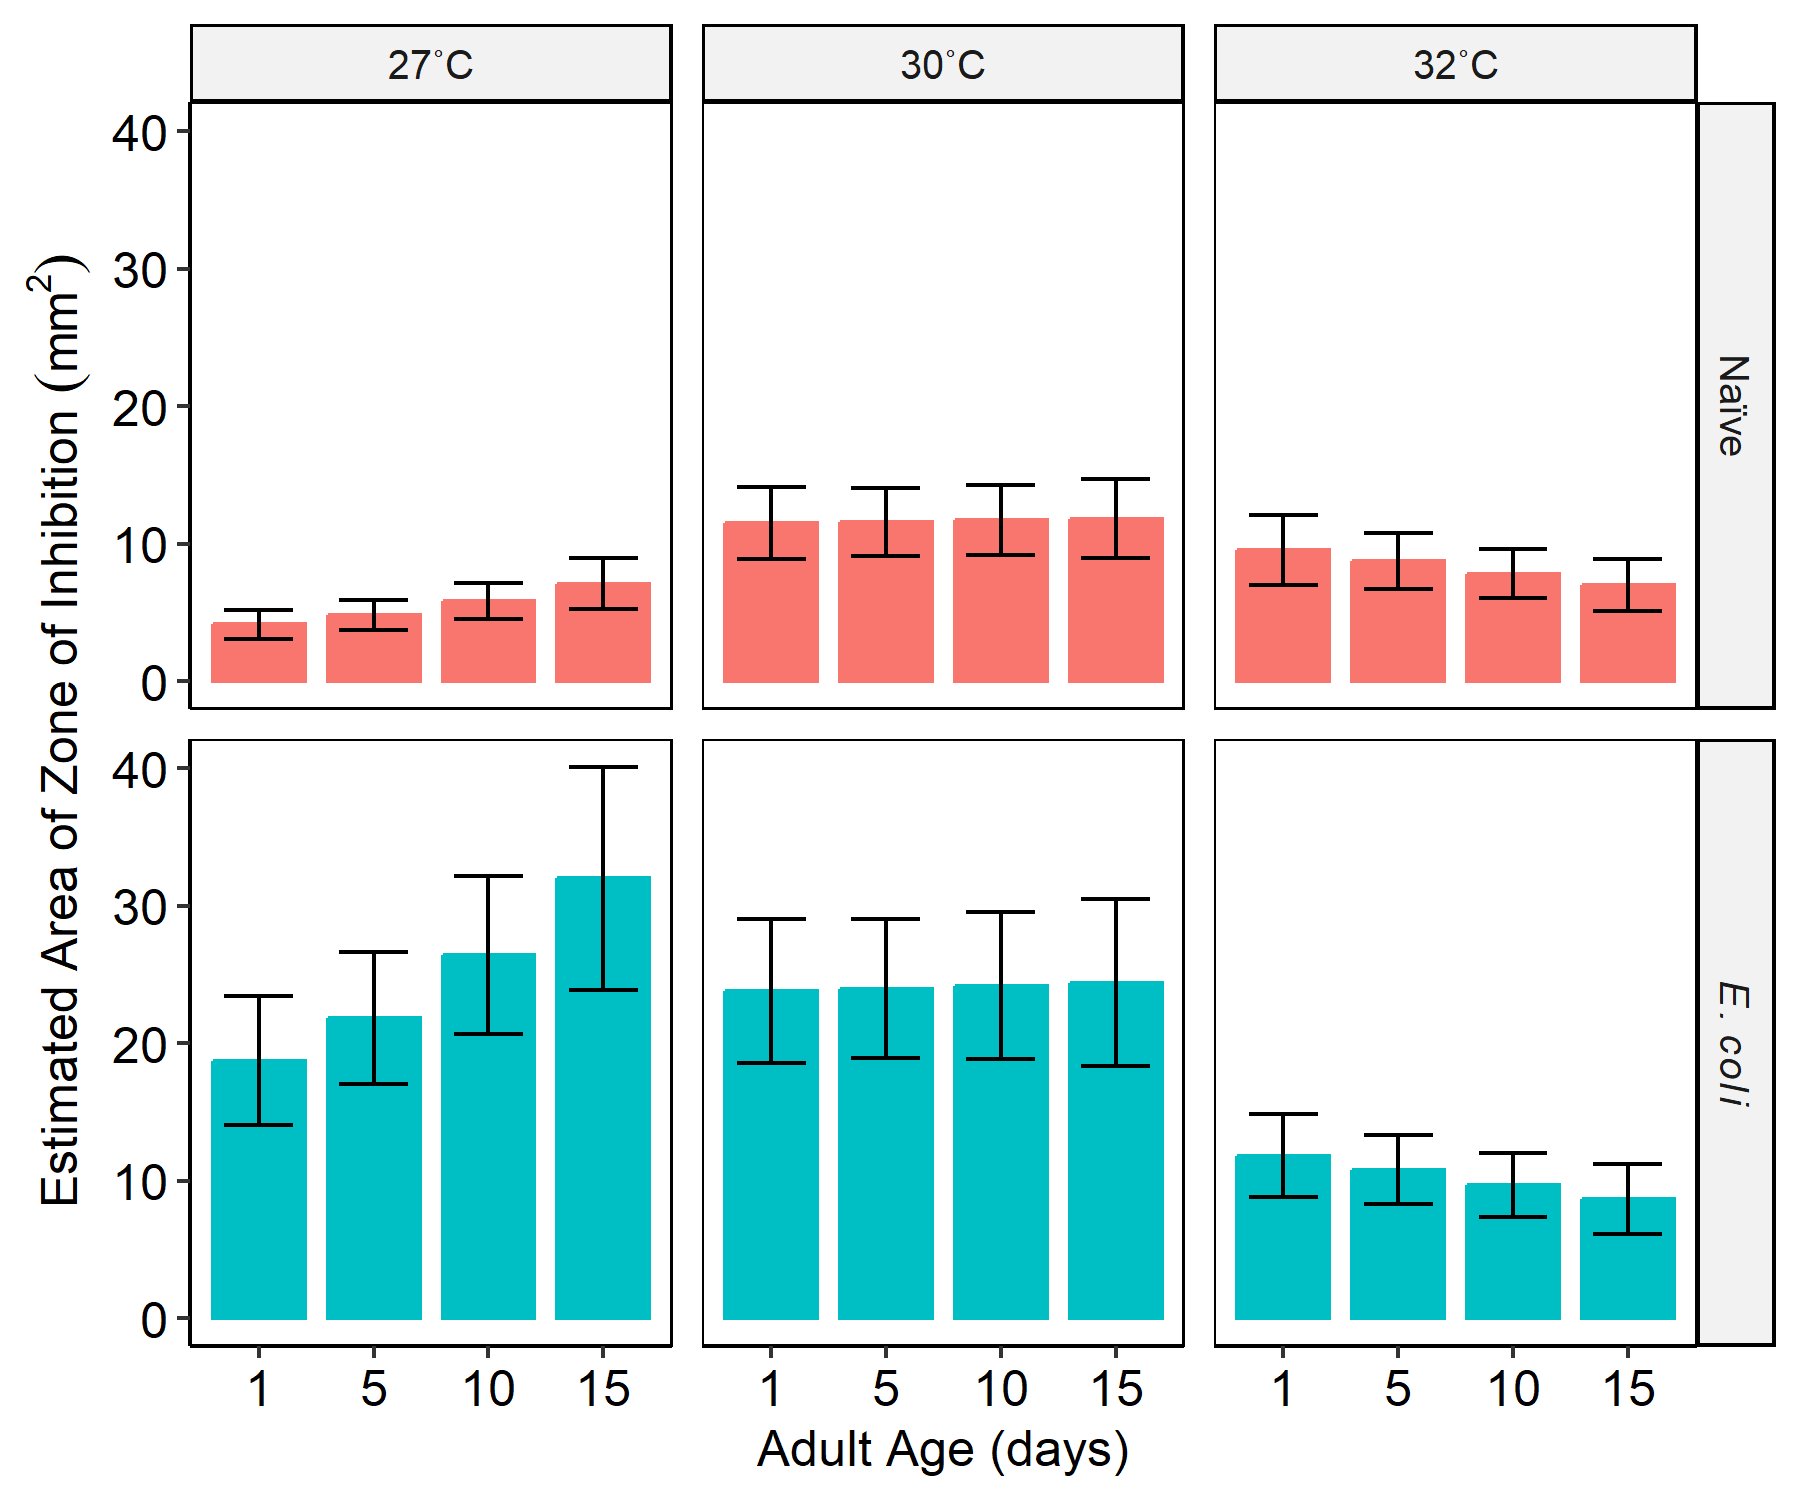 27°C
30°C
32°C
Estimated Area of Zone of Inhibition (mm²)
40
30
20
10
0
Naïve
40
30
20
10
0
E. coli
1 5 10 15
1 5 10 15
1 5 10 15
Adult Age (days)